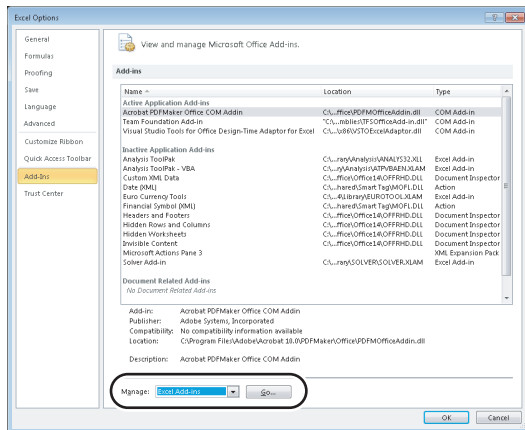 Excel Options
General
Formulas
Proofing
Save
Language
Advanced
Customize Ribbon
Quick Access Toolbar
Add-Ins
Trust Center
View and manage Microsoft Office Add-ins.
Add-ins
Name Location Type
Active Application Add-ins
Acrobat PDFMaker Office COM Addin C:\...ffice\PDFMOfficeAddin.dll COM Add-in
Team Foundation Add-in C:\...mblies\TFSOfficeAdd-in.dll" COM Add-in
Visual Studio Tools for Office Design-Time Adaptor for Excel C:\...\x86\VSTOExcelAdaptor.dll COM Add-in
Inactive Application Add-ins
Analysis ToolPak C:\...rary\Analysis\ANALYS32.XLL Excel Add-in
Analysis ToolPak - VBA C:\...rary\Analysis\ATPVBAEN.XLAM Excel Add-in
Custom XML Data C:\...ffice\Office14\OFFRHD.DLL Document Inspector
Date (XML) C:\...hared\Smart Tag\MOFL.DLL Action
Euro Currency Tools C:\...4\Library\EUROTOOL.XLAM Excel Add-in
Financial Symbol (XML) C:\...hared\Smart Tag\MOFL.DLL Action
Headers and Footers C:\...ffice\Office14\OFFRHD.DLL Document Inspector
Hidden Rows and Columns C:\...ffice\Office14\OFFRHD.DLL Document Inspector
Hidden Worksheets C:\...ffice\Office14\OFFRHD.DLL Document Inspector
Invisible Content C:\...ffice\Office14\OFFRHD.DLL Document Inspector
Microsoft Actions Pane 3 XML Expansion Pack
Solver Add-in C:\...rary\SOLVER\SOLVER.XLAM Excel Add-in
Document Related Add-ins
No Document Related Add-ins
Add-in: Acrobat PDFMaker Office COM Addin
Publisher: Adobe Systems, Incorporated
Compatibility: No compatibility information available
Location: C:\Program Files\Adobe\Acrobat 10.0\PDFMaker\Office\PDFMOfficeAddin.dll
Description: Acrobat PDFMaker Office COM Addin
Manage: Excel Add-ins Go...
OK Cancel